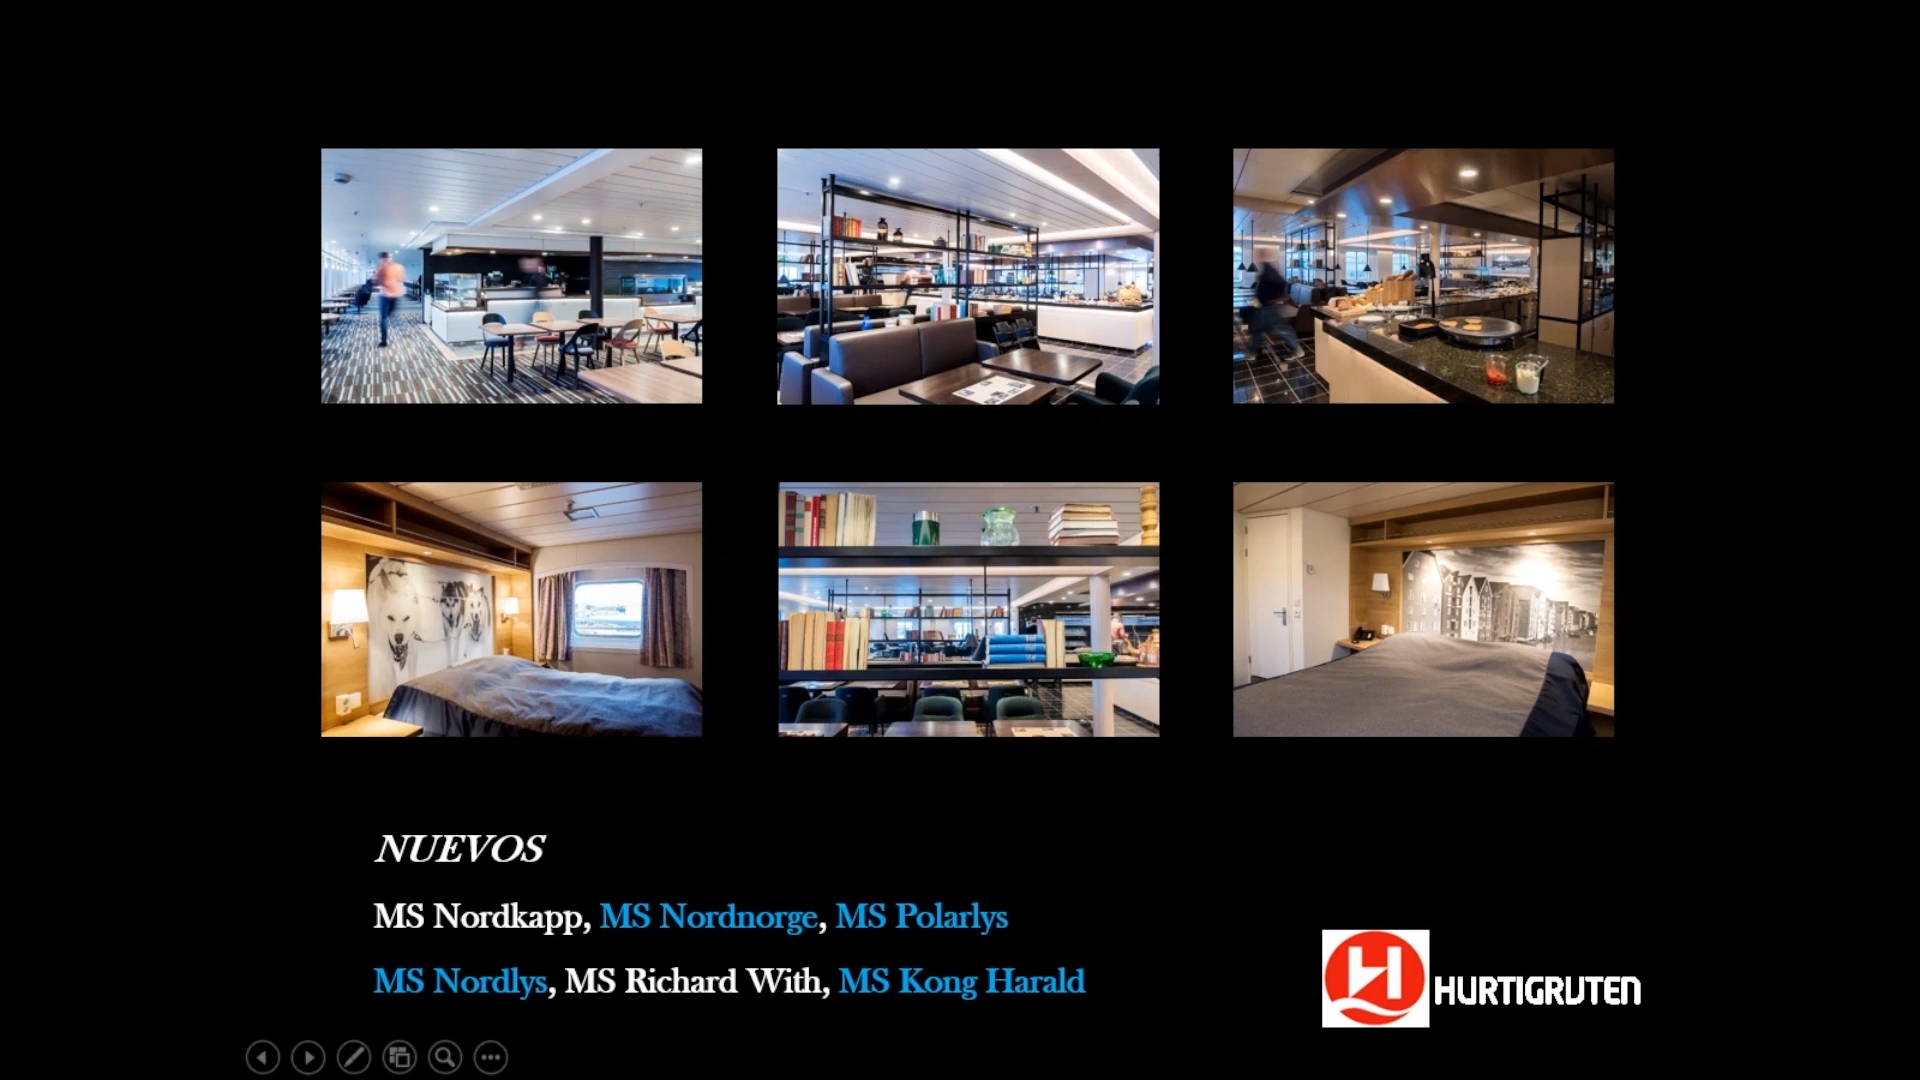 NUEVOS
MS Nordkapp, MS Nordnorge, MS Polarlys
MS Nordlys, MS Richard With, MS Kong Harald
HURTIGRUTEN